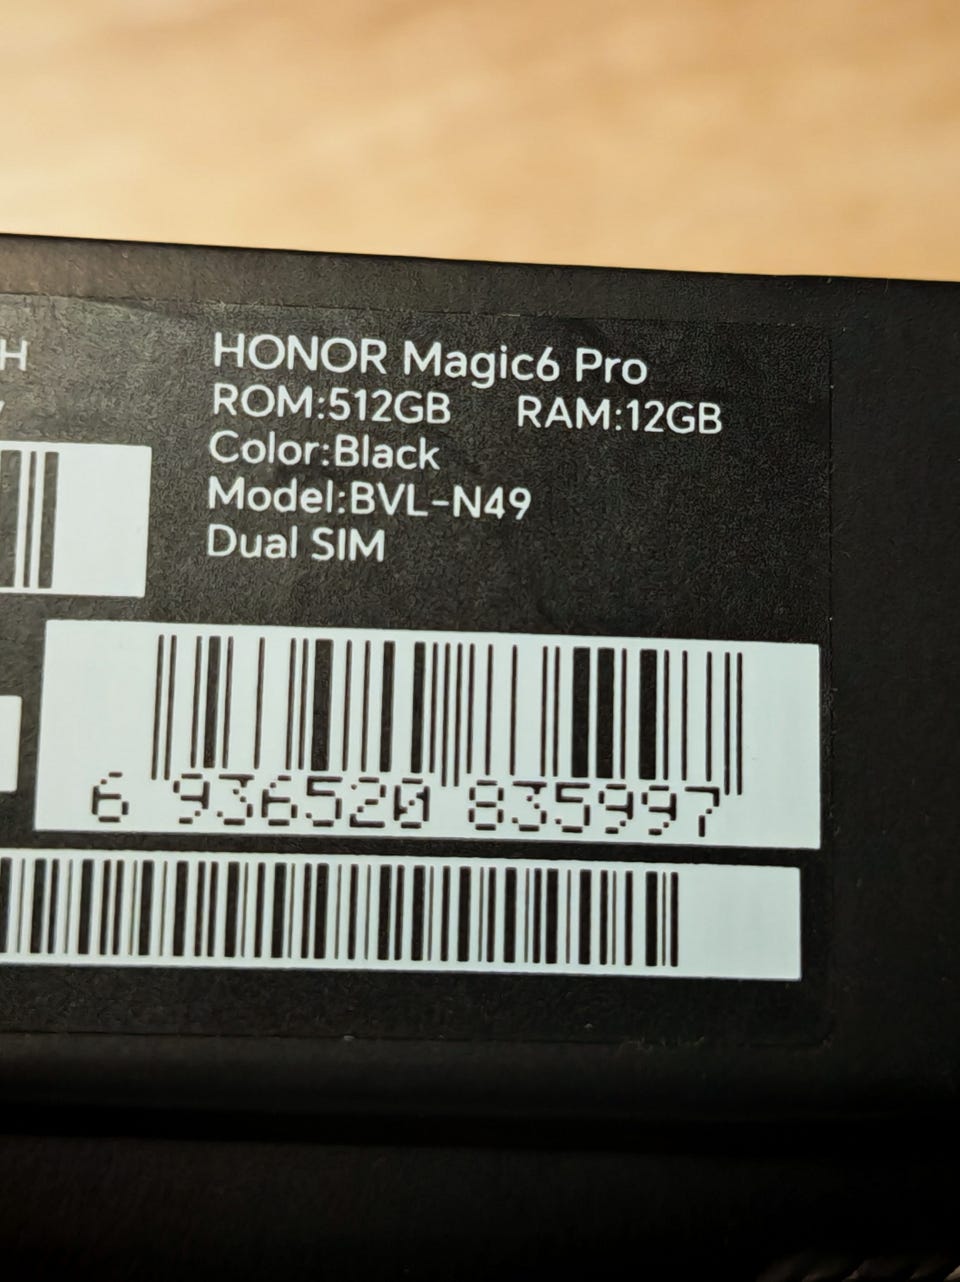 H
HONOR Magic6 Pro
ROM:512GB RAM:12GB
Color:Black
Model:BVL-N49
Dual SIM
6 936520 835997